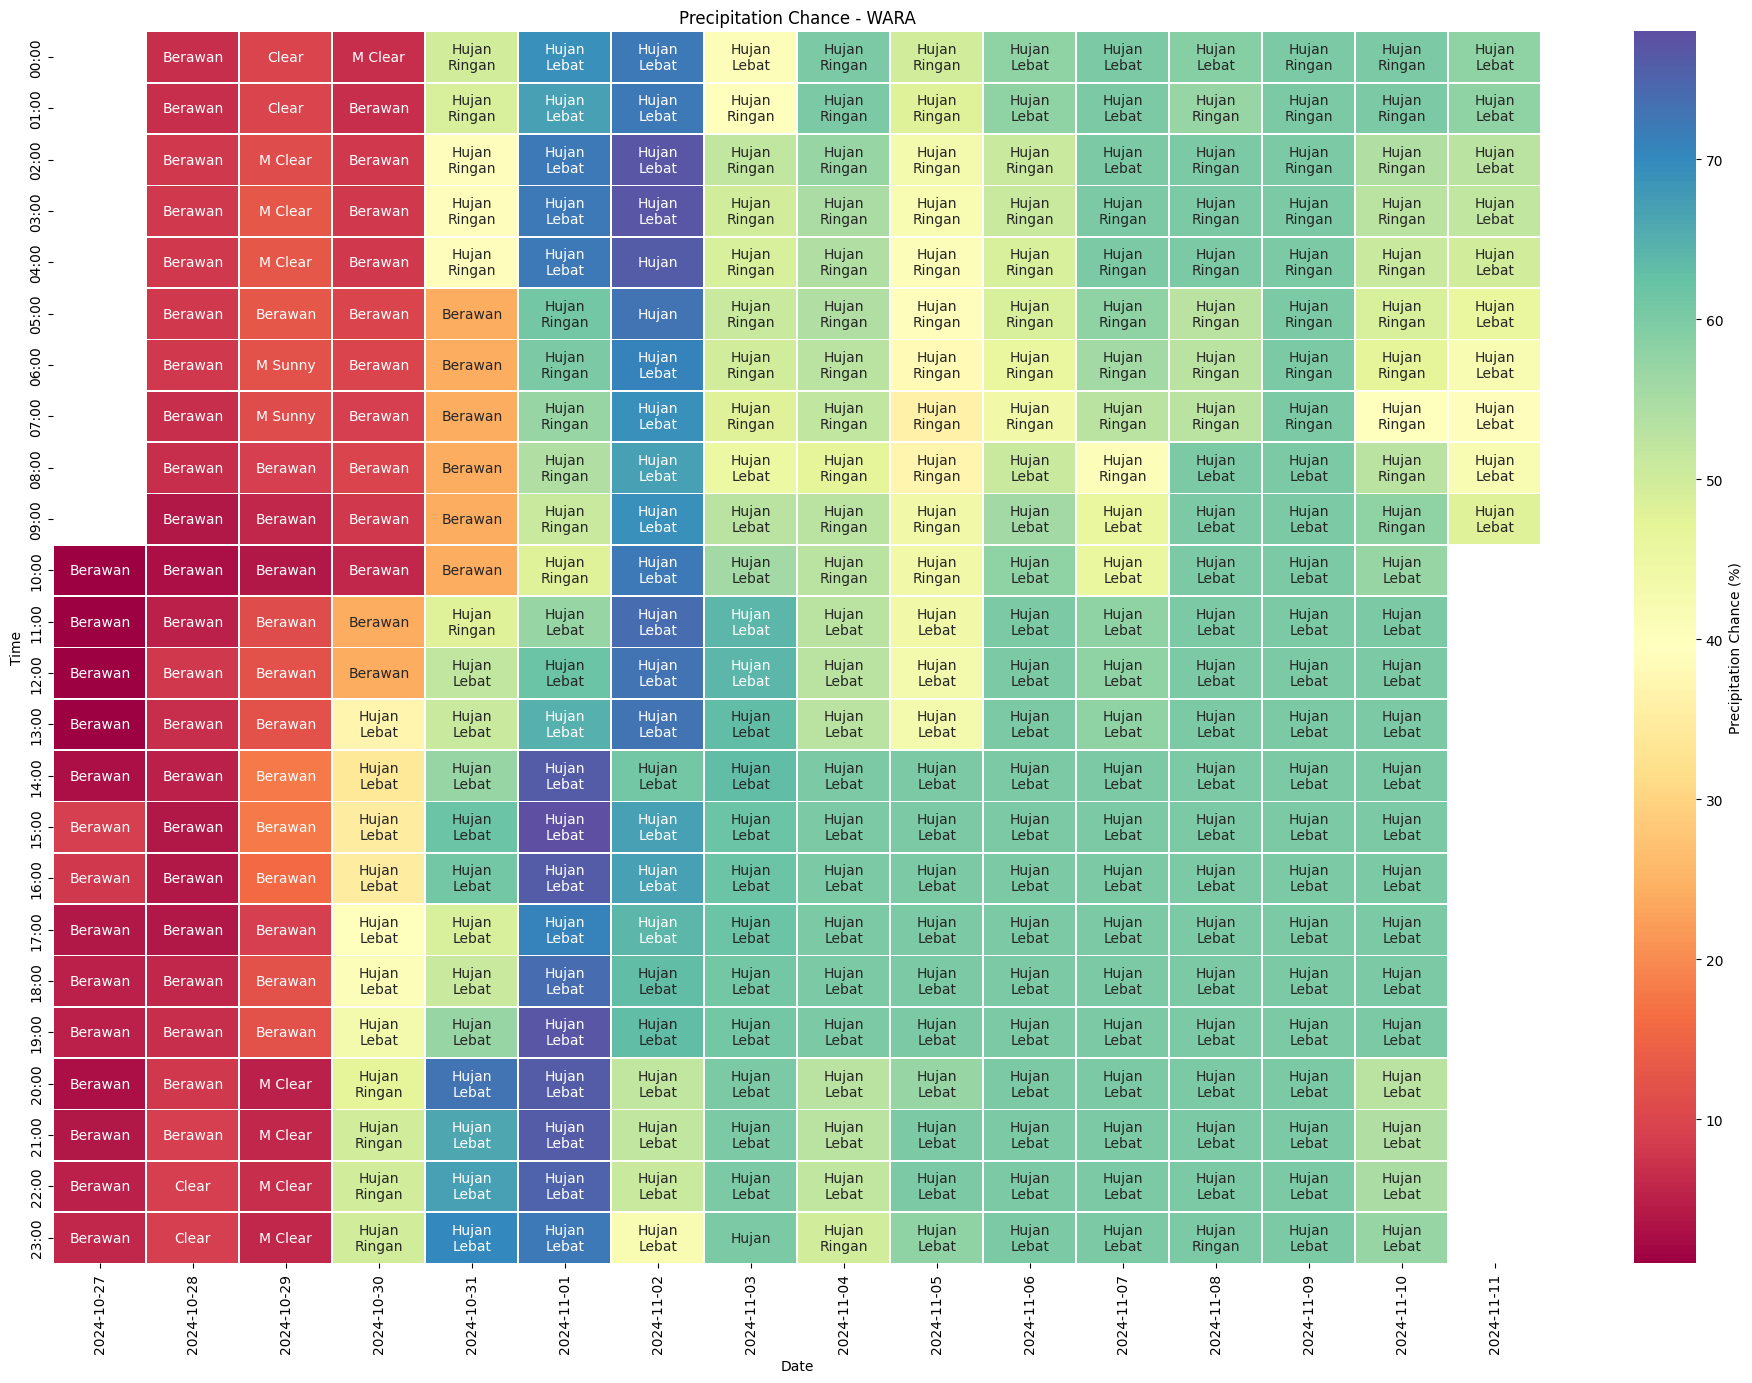 Precipitation Chance - WARA
00:00 Berawan Clear M Clear Hujan Ringan Hujan Lebat Hujan Lebat Hujan Lebat Hujan Ringan Hujan Ringan Hujan Lebat Hujan Lebat Hujan Lebat Hujan Ringan Hujan Ringan Hujan Lebat
01:00 Berawan Clear Berawan Hujan Ringan Hujan Lebat Hujan Lebat Hujan Ringan Hujan Ringan Hujan Ringan Hujan Lebat Hujan Lebat Hujan Ringan Hujan Ringan Hujan Ringan Hujan Lebat
02:00 Berawan M Clear Berawan Hujan Ringan Hujan Lebat Hujan Lebat Hujan Ringan Hujan Ringan Hujan Ringan Hujan Ringan Hujan Lebat Hujan Ringan Hujan Ringan Hujan Ringan Hujan Lebat
03:00 Berawan M Clear Berawan Hujan Ringan Hujan Lebat Hujan Lebat Hujan Ringan Hujan Ringan Hujan Ringan Hujan Ringan Hujan Ringan Hujan Ringan Hujan Ringan Hujan Ringan Hujan Lebat
04:00 Berawan M Clear Berawan Hujan Ringan Hujan Lebat Hujan Hujan Ringan Hujan Ringan Hujan Ringan Hujan Ringan Hujan Ringan Hujan Ringan Hujan Ringan Hujan Ringan Hujan Lebat
05:00 Berawan Berawan Berawan Berawan Hujan Ringan Hujan Hujan Ringan Hujan Ringan Hujan Ringan Hujan Ringan Hujan Ringan Hujan Ringan Hujan Ringan Hujan Ringan Hujan Lebat
06:00 Berawan M Sunny Berawan Berawan Hujan Ringan Hujan Lebat Hujan Ringan Hujan Ringan Hujan Ringan Hujan Ringan Hujan Ringan Hujan Ringan Hujan Ringan Hujan Ringan Hujan Lebat
07:00 Berawan M Sunny Berawan Berawan Hujan Ringan Hujan Lebat Hujan Ringan Hujan Ringan Hujan Ringan Hujan Ringan Hujan Ringan Hujan Ringan Hujan Ringan Hujan Ringan Hujan Lebat
08:00 Berawan Berawan Berawan Berawan Hujan Ringan Hujan Lebat Hujan Lebat Hujan Ringan Hujan Ringan Hujan Lebat Hujan Ringan Hujan Lebat Hujan Lebat Hujan Ringan Hujan Lebat
09:00 Berawan Berawan Berawan Berawan Hujan Ringan Hujan Lebat Hujan Lebat Hujan Ringan Hujan Ringan Hujan Lebat Hujan Lebat Hujan Lebat Hujan Lebat Hujan Ringan Hujan Lebat
10:00 Berawan Berawan Berawan Berawan Berawan Hujan Ringan Hujan Lebat Hujan Lebat Hujan Ringan Hujan Ringan Hujan Lebat Hujan Lebat Hujan Lebat Hujan Lebat Hujan Lebat
11:00 Berawan Berawan Berawan Berawan Hujan Ringan Hujan Lebat Hujan Lebat Hujan Lebat Hujan Lebat Hujan Lebat Hujan Lebat Hujan Lebat Hujan Lebat Hujan Lebat Hujan Lebat
12:00 Berawan Berawan Berawan Berawan Hujan Lebat Hujan Lebat Hujan Lebat Hujan Lebat Hujan Lebat Hujan Lebat Hujan Lebat Hujan Lebat Hujan Lebat Hujan Lebat Hujan Lebat
13:00 Berawan Berawan Berawan Hujan Lebat Hujan Lebat Hujan Lebat Hujan Lebat Hujan Lebat Hujan Lebat Hujan Lebat Hujan Lebat Hujan Lebat Hujan Lebat Hujan Lebat Hujan Lebat
14:00 Berawan Berawan Berawan Hujan Lebat Hujan Lebat Hujan Lebat Hujan Lebat Hujan Lebat Hujan Lebat Hujan Lebat Hujan Lebat Hujan Lebat Hujan Lebat Hujan Lebat Hujan Lebat
15:00 Berawan Berawan Berawan Hujan Lebat Hujan Lebat Hujan Lebat Hujan Lebat Hujan Lebat Hujan Lebat Hujan Lebat Hujan Lebat Hujan Lebat Hujan Lebat Hujan Lebat Hujan Lebat
16:00 Berawan Berawan Berawan Hujan Lebat Hujan Lebat Hujan Lebat Hujan Lebat Hujan Lebat Hujan Lebat Hujan Lebat Hujan Lebat Hujan Lebat Hujan Lebat Hujan Lebat Hujan Lebat
17:00 Berawan Berawan Berawan Hujan Lebat Hujan Lebat Hujan Lebat Hujan Lebat Hujan Lebat Hujan Lebat Hujan Lebat Hujan Lebat Hujan Lebat Hujan Lebat Hujan Lebat Hujan Lebat
18:00 Berawan Berawan Berawan Hujan Lebat Hujan Lebat Hujan Lebat Hujan Lebat Hujan Lebat Hujan Lebat Hujan Lebat Hujan Lebat Hujan Lebat Hujan Lebat Hujan Lebat Hujan Lebat
19:00 Berawan Berawan Berawan Hujan Lebat Hujan Lebat Hujan Lebat Hujan Lebat Hujan Lebat Hujan Lebat Hujan Lebat Hujan Lebat Hujan Lebat Hujan Lebat Hujan Lebat Hujan Lebat
20:00 Berawan Berawan M Clear Hujan Ringan Hujan Lebat Hujan Lebat Hujan Lebat Hujan Lebat Hujan Lebat Hujan Lebat Hujan Lebat Hujan Lebat Hujan Lebat Hujan Lebat Hujan Lebat
21:00 Berawan Berawan M Clear Hujan Ringan Hujan Lebat Hujan Lebat Hujan Lebat Hujan Lebat Hujan Lebat Hujan Lebat Hujan Lebat Hujan Lebat Hujan Lebat Hujan Lebat Hujan Lebat
22:00 Berawan Clear M Clear Hujan Ringan Hujan Lebat Hujan Lebat Hujan Lebat Hujan Lebat Hujan Lebat Hujan Lebat Hujan Lebat Hujan Lebat Hujan Lebat Hujan Lebat Hujan Lebat
23:00 Berawan Clear M Clear Hujan Ringan Hujan Lebat Hujan Lebat Hujan Lebat Hujan Hujan Ringan Hujan Lebat Hujan Lebat Hujan Lebat Hujan Ringan Hujan Lebat Hujan Lebat
Time
2024-10-27 2024-10-28 2024-10-29 2024-10-30 2024-10-31 2024-11-01 2024-11-02 2024-11-03 2024-11-04 2024-11-05 2024-11-06 2024-11-07 2024-11-08 2024-11-09 2024-11-10 2024-11-11
Date
70
60
50
40
30
20
10
Precipitation Chance (%)